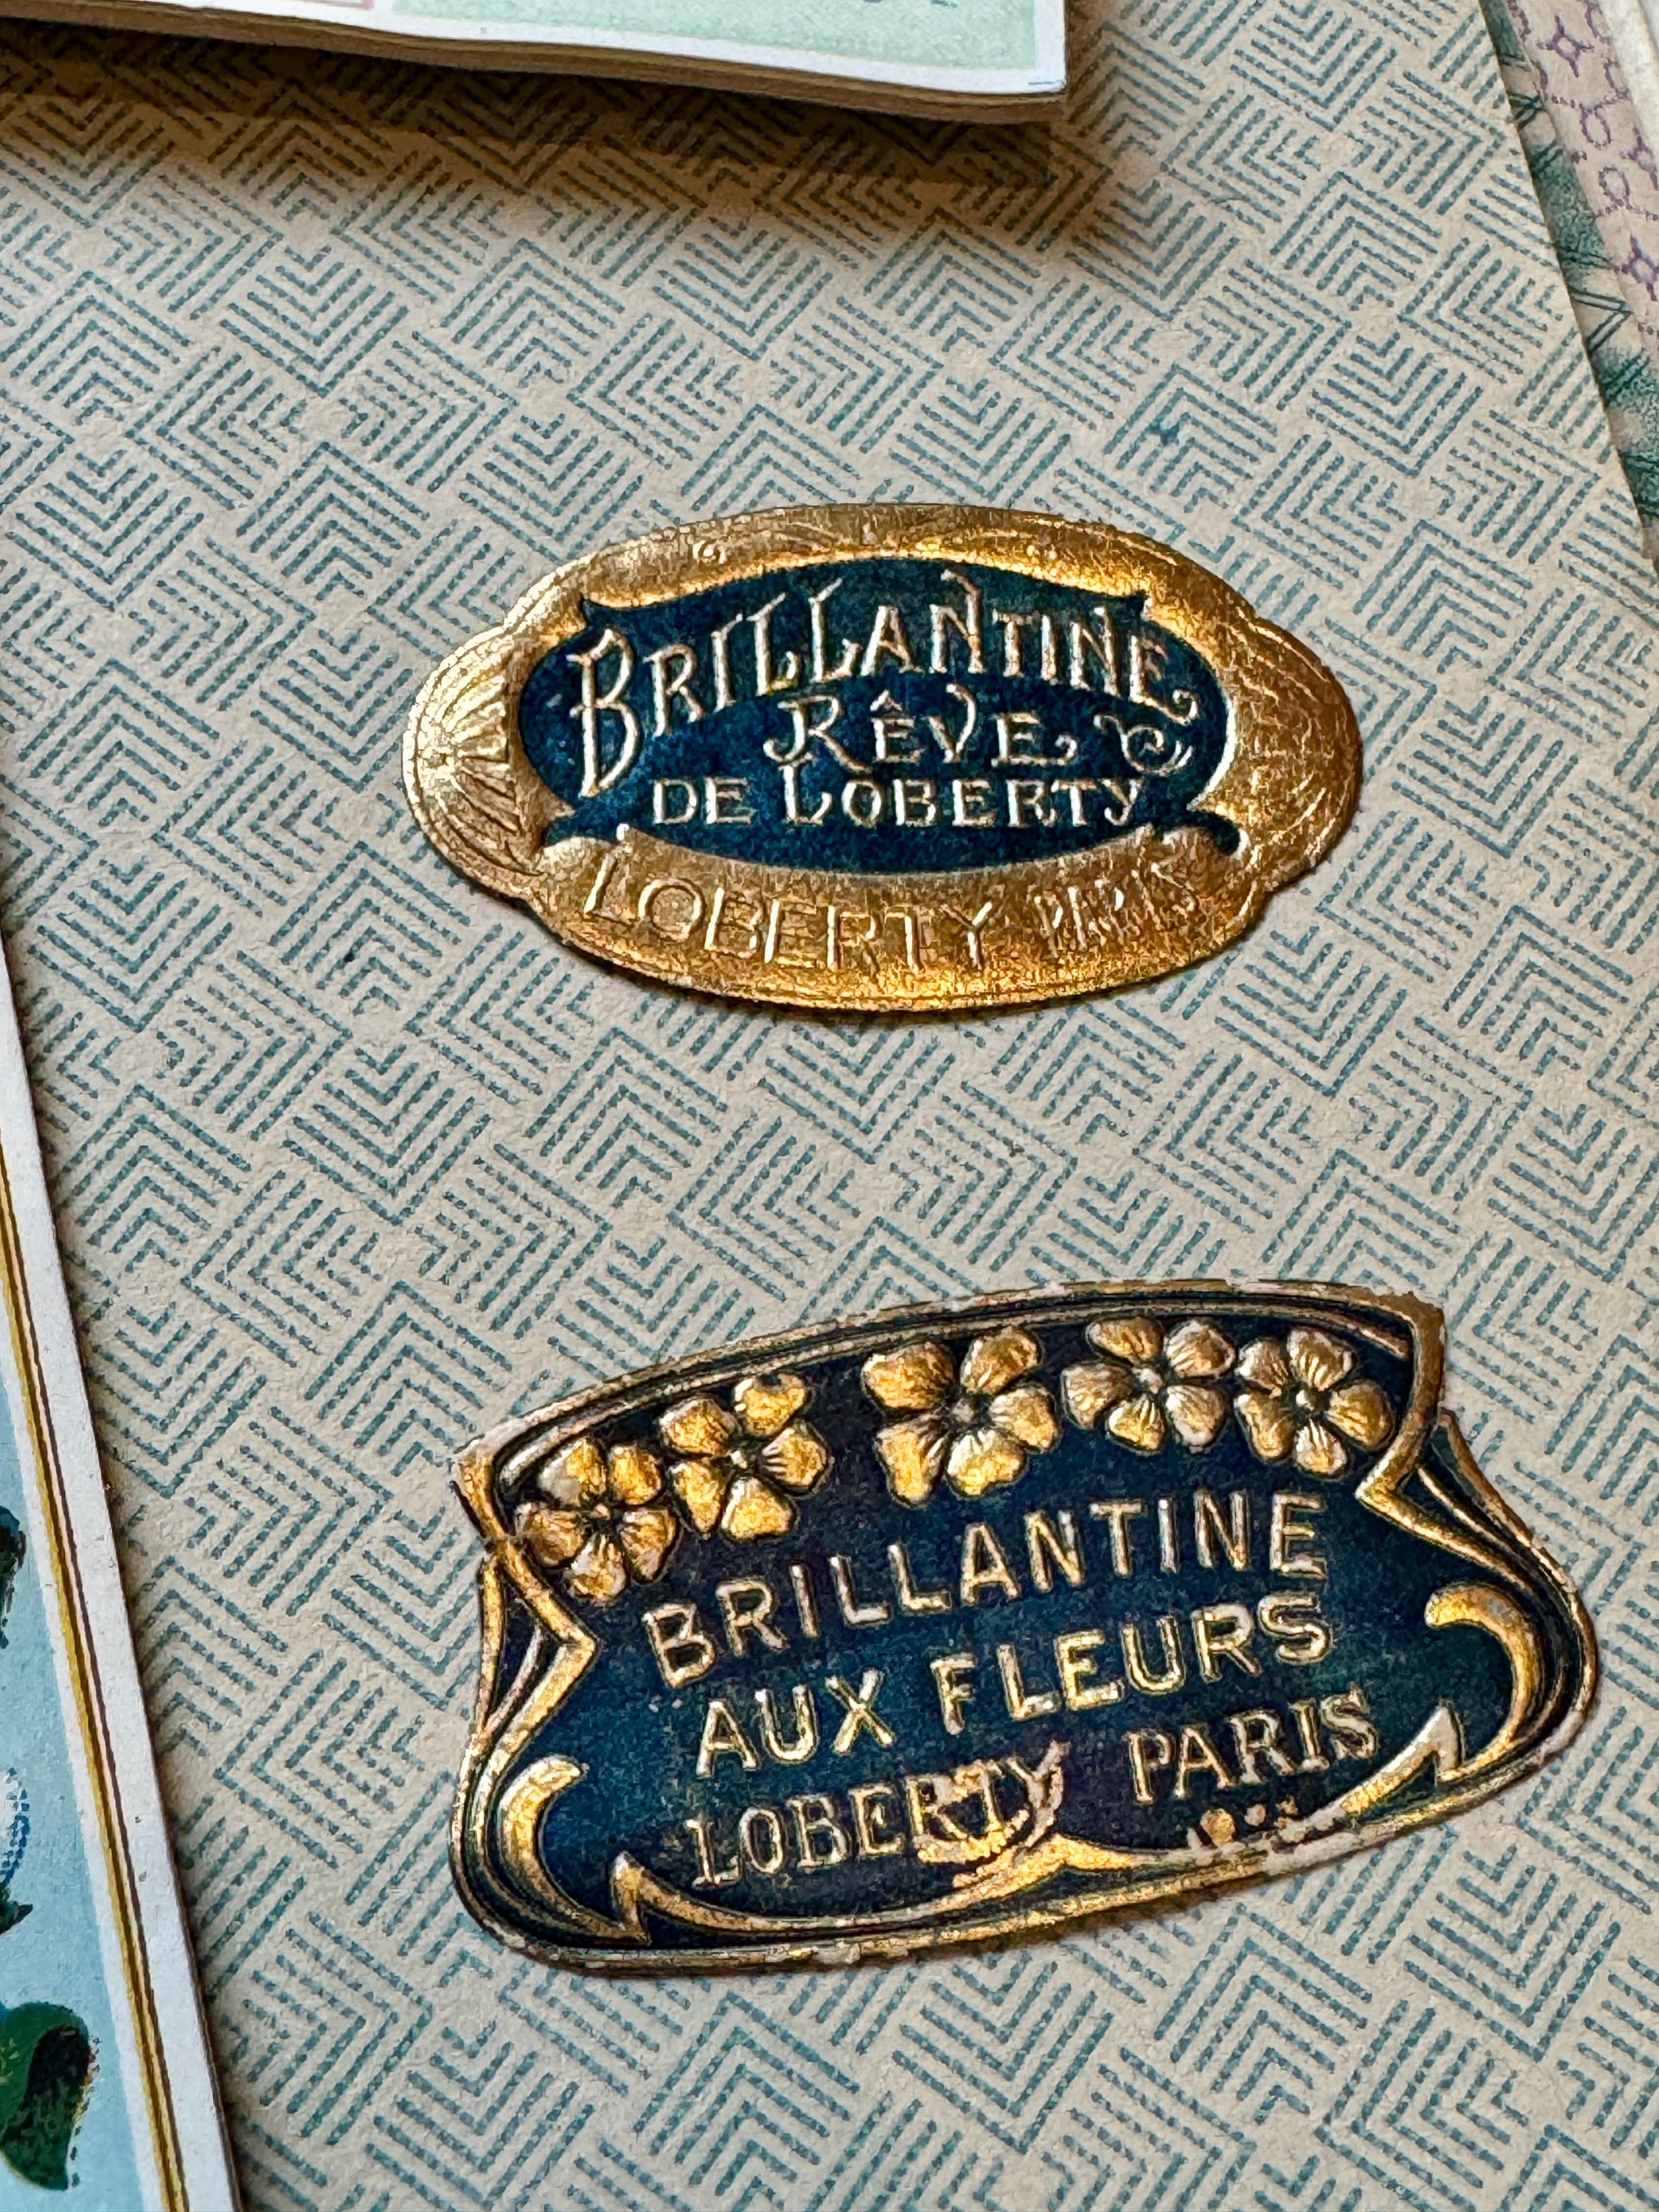 BRILLANTINE
RÊVE
DE LOBERTY
LOBERTY PARIS
BRILLANTINE
AUX FLEURS
LOBERTY PARIS